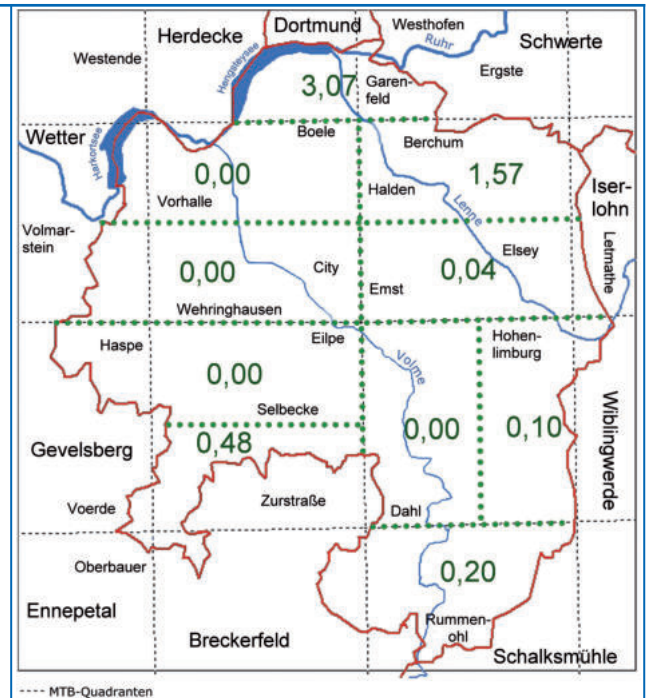 Dortmund
Westhofen
Herdecke
Schwerte
Ruhr
Westende
Hengsteysee
Ergste
3,07
Garen-
feld
Wetter
Harkortsee
Boele
Berchum
0,00
1,57
Iser-
lohn
Halden
Vorhalle
Lenne
Volmar-
stein
Letmathe
Elsey
City
0,00
0,04
Emst
Wehringhausen
Eilpe
Haspe
Hohen-
limburg
Volme
0,00
Selbecke
Wiblingwerde
0,00
0,10
0,48
Gevelsberg
Zurstraße
Voerde
Dahl
Oberbauer
0,20
Ennepetal
Rummen-
ohl
Breckerfeld
Schalksmühle
---- MTB-Quadranten